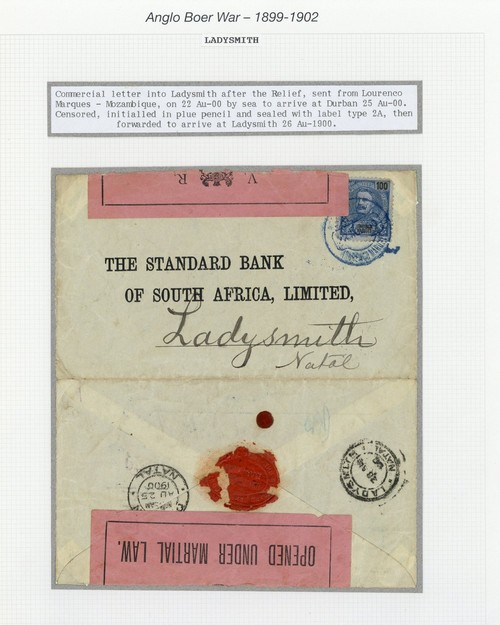 Anglo Boer War – 1899-1902
LADYSMITH
Commercial letter into Ladysmith after the Relief, sent from Lourenco
Marques - Mozambique, on 22 Au-00 by sea to arrive at Durban 25 Au-00.
Censored, initialled in plue pencil and sealed with label type 2A, then
forwarded to arrive at Ladysmith 26 Au-1900.
V. R.
100
THE STANDARD BANK
OF SOUTH AFRICA, LIMITED,
Ladysmith
Natal
NATAL
AU 25
1900
LADYSMITH
NATAL
OPENED UNDER MARTIAL LAW.